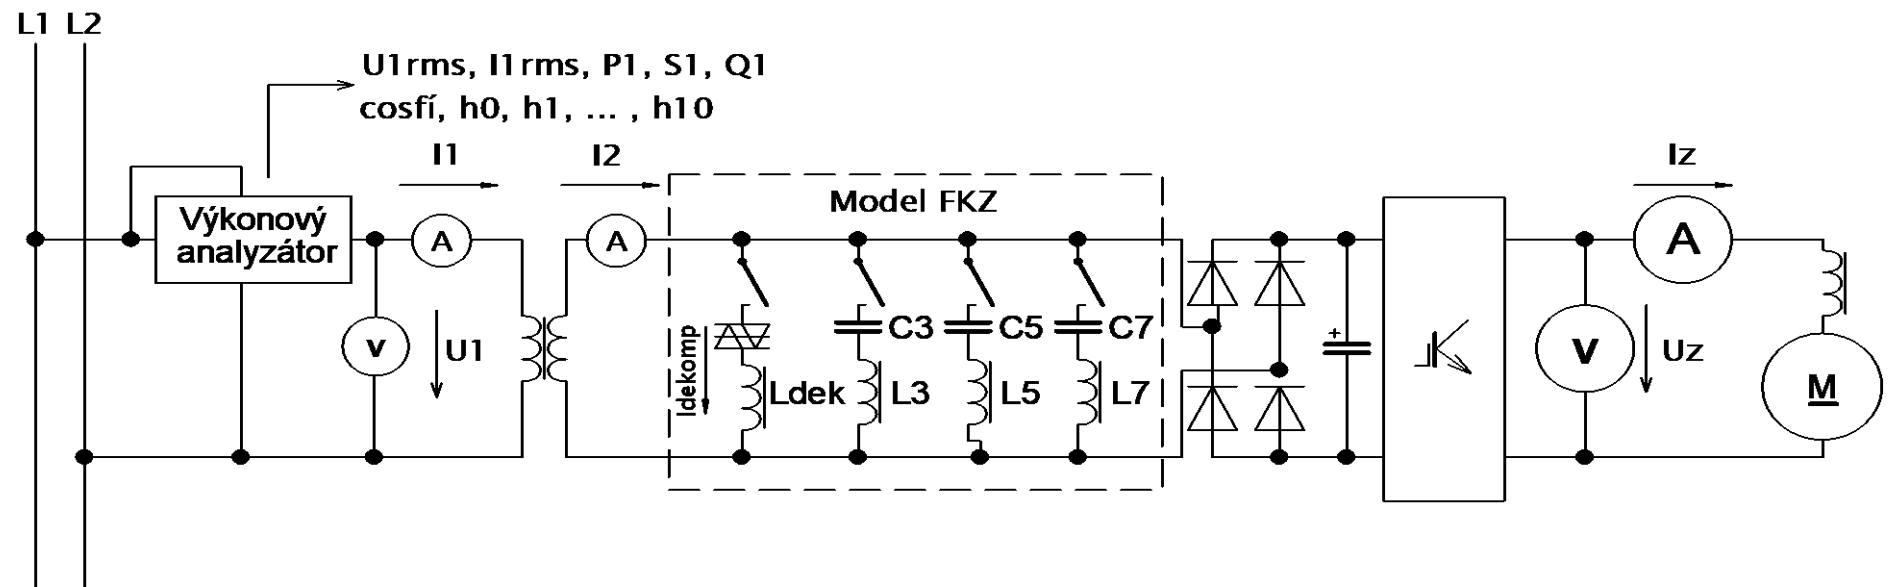 L1 L2
U1rms, I1rms, P1, S1, Q1
cosfí, h0, h1, ... , h10
I1
I2
Iz
Model FKZ
Výkonový
analyzátor
A
A
A
C3
C5
C7
+
V
U1
Idekomp
Ldek
L3
L5
L7
V
Uz
M